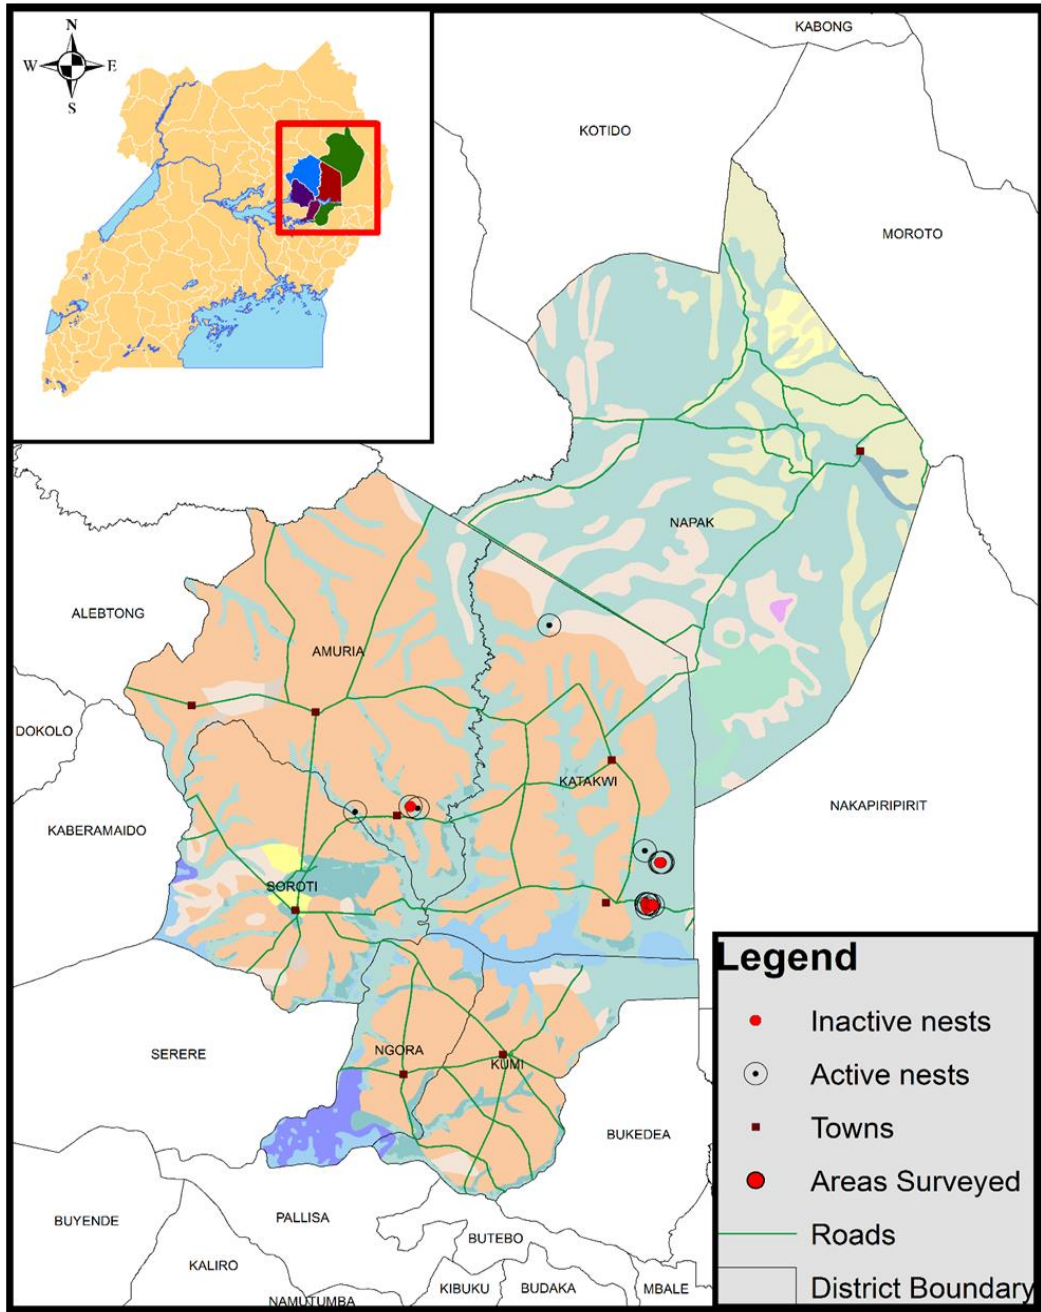 N
W E
S
KABONG
KOTIDO
MOROTO
NAPAK
ALEBTONG
AMURIA
DOKOLO
KATAKWI
NAKAPIRIPIRIT
KABERAMAIDO
SOROTI
Legend
Inactive nests
Active nests
Towns
Areas Surveyed
Roads
District Boundary
SERERE
NGORA
KUMI
BUKEDEA
BUYENDE
PALLISA
BUTEBO
KALIRO
KIBUKU
BUDAKA
MBALE
NAMUTUMBA